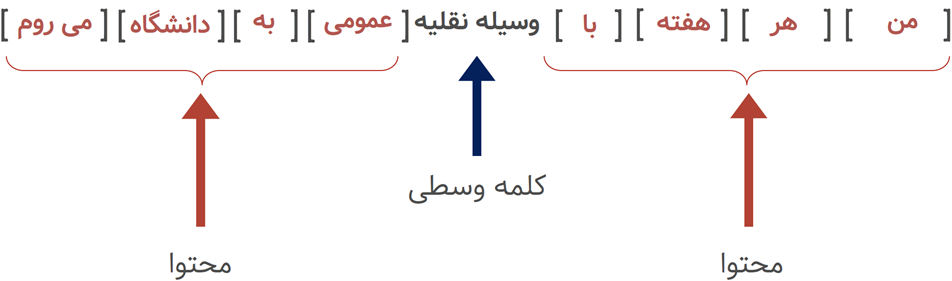 [ من ] [ هر ] [ هفته ] [ با ] وسیله نقلیه [ عمومی ] [ به ] [ دانشگاه ] [ می روم ]
کلمه وسطی
محتوا
محتوا